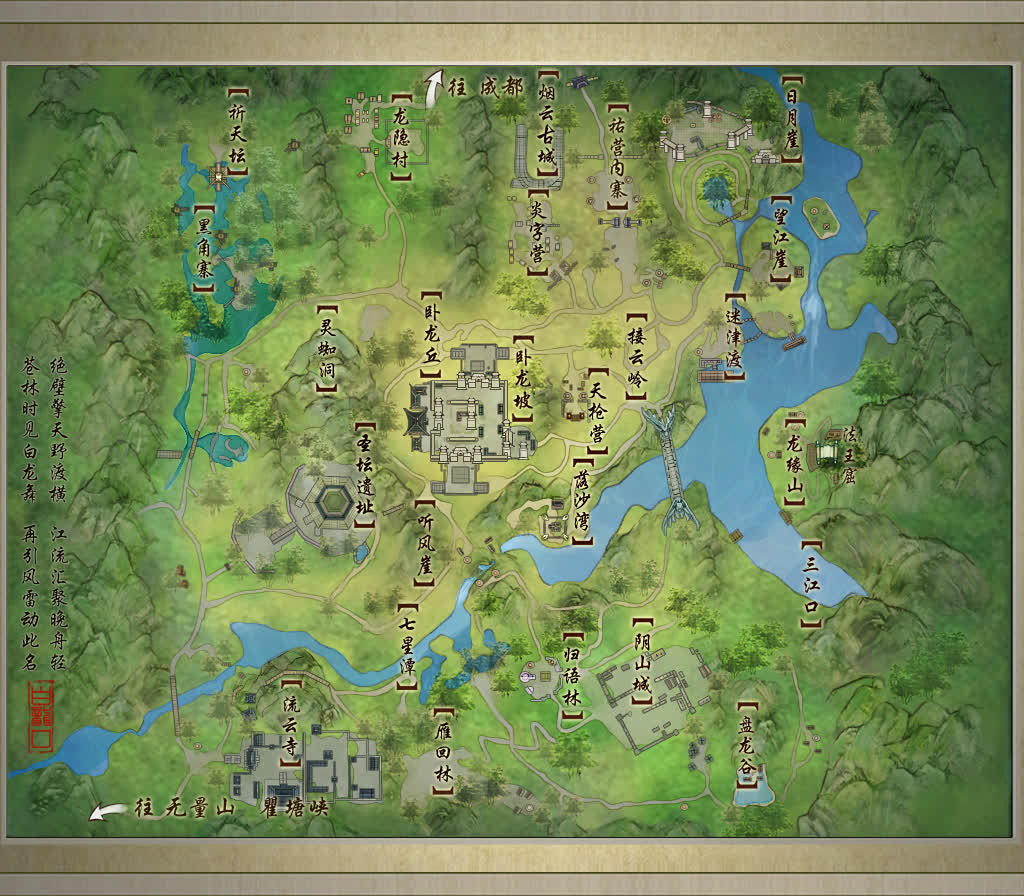 往 成都
【祈天坛】
【龙隐村】
【烟云古城】
【祜营内寨】
【日月崖】
【黑角寨】
【炎字营】
【望江崖】
【灵蜘洞】
【卧龙丘】
【卧龙坡】
【接云岭】
【迷津渡】
【天枪营】
【圣坛遗址】
【落沙湾】
【龙缘山】
法王窟
【听风崖】
【三江口】
【七星潭】
【归语林】
【阴山城】
【流云寺】
【雁回林】
【盘龙谷】
往 无量山 瞿塘峡
绝壁擎天野渡横 江流汇聚晚舟轻
苍林时见白龙舞 再引风雷动此名
白龍口